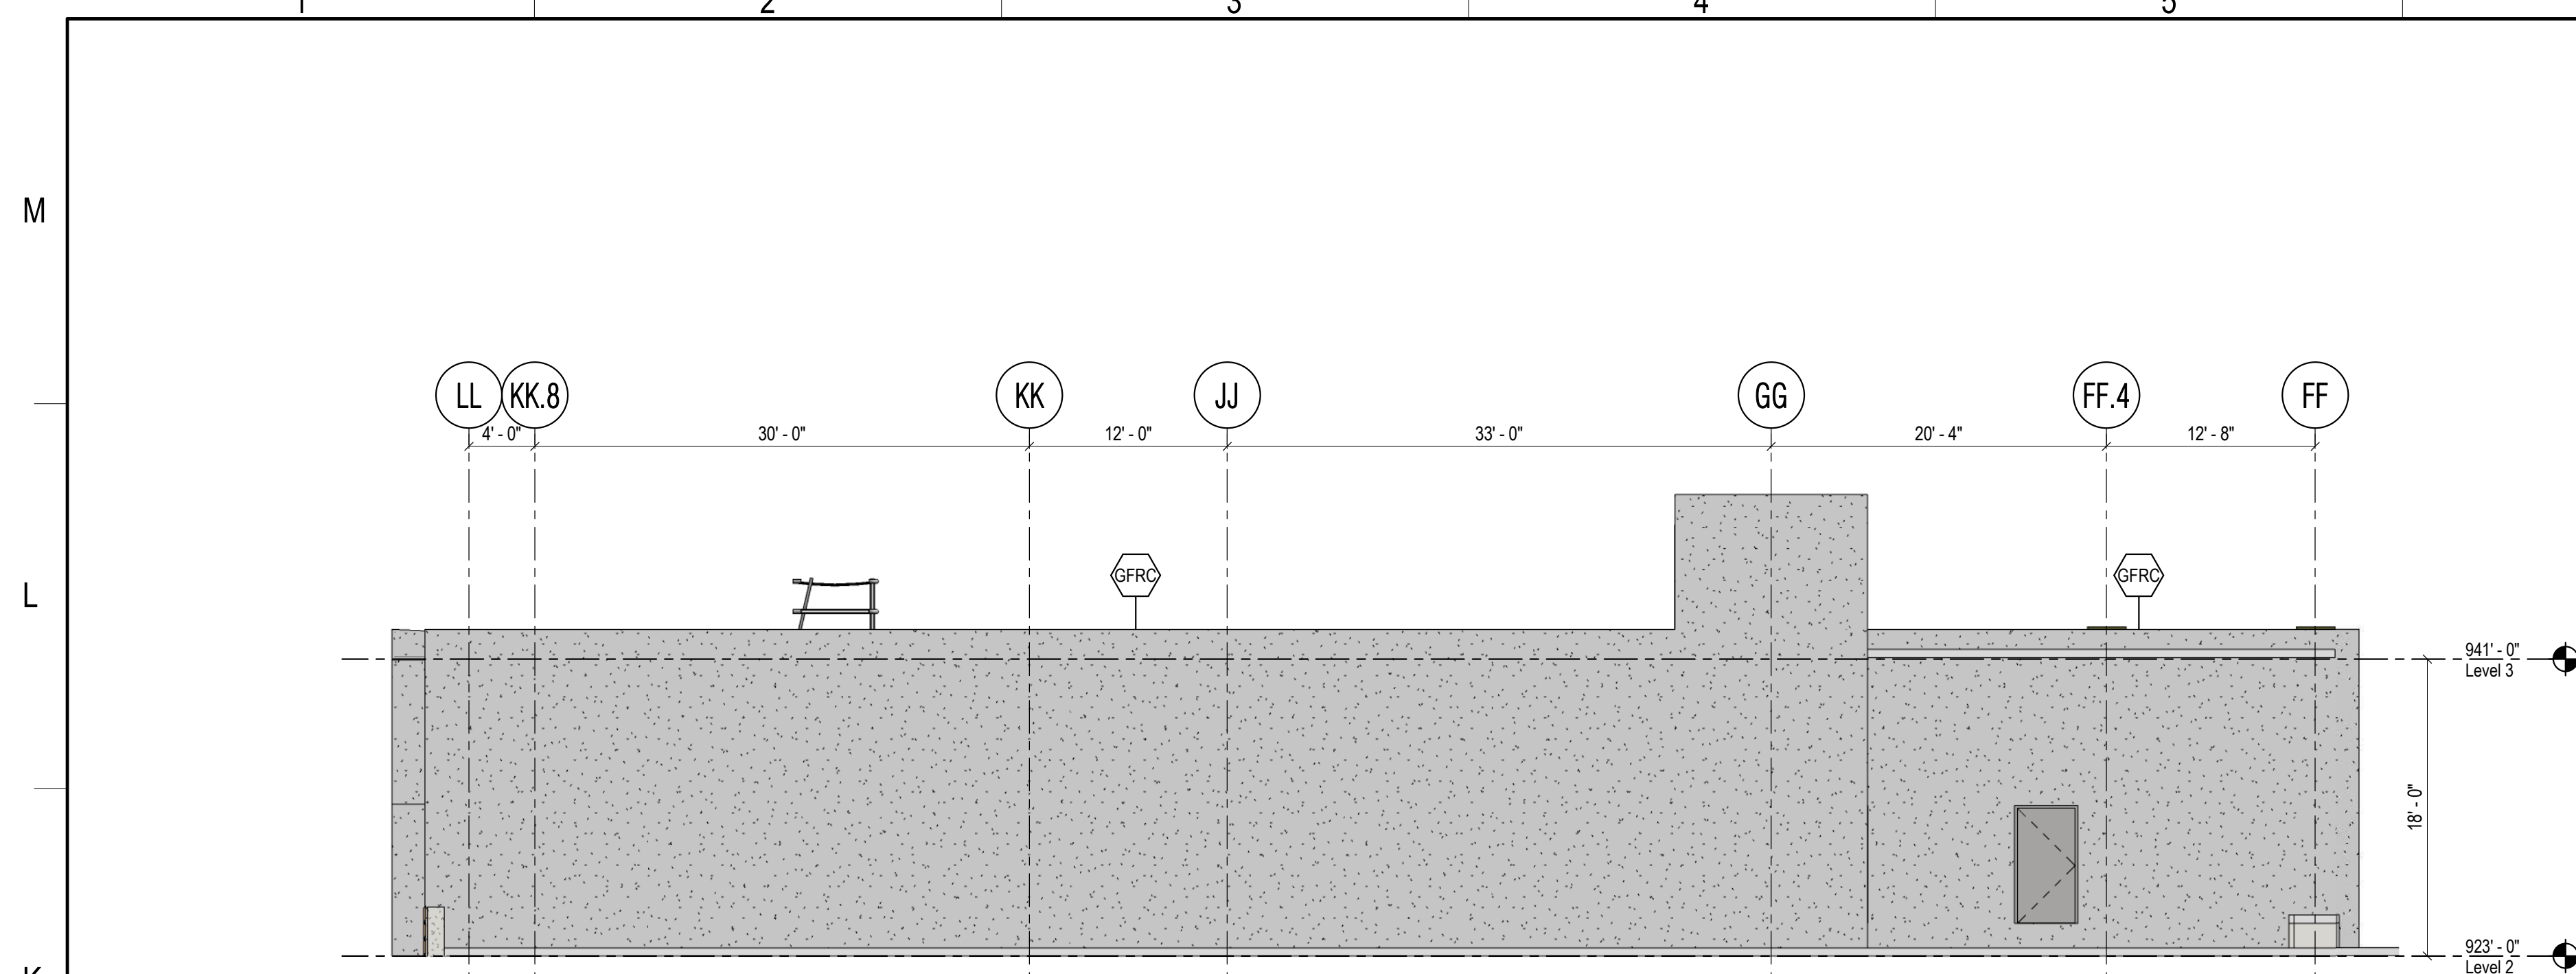 1 2 3 4 5
M
LL KK.8 KK JJ GG FF.4 FF
4' - 0" 30' - 0" 12' - 0" 33' - 0" 20' - 4" 12' - 8"
L
GFRC GFRC
941' - 0"
Level 3
18' - 0"
923' - 0"
Level 2
K